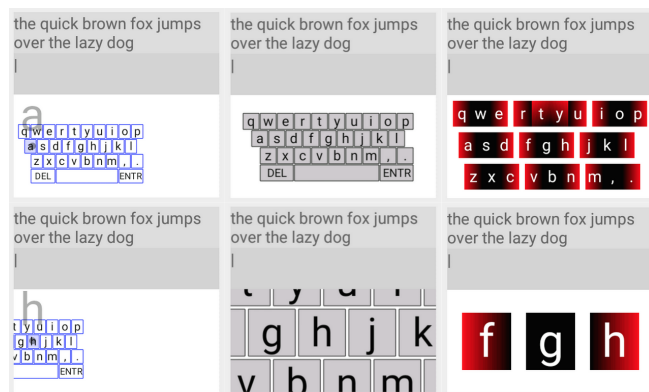 the quick brown fox jumps
over the lazy dog
a
q w e r t y u i o p
a s d f g h j k l
z x c v b n m , .
DEL ENTR
the quick brown fox jumps
over the lazy dog
q w e r t y u i o p
a s d f g h j k l
z x c v b n m , .
DEL ENTR
the quick brown fox jumps
over the lazy dog
q w e r t y u i o p
a s d f g h j k l
z x c v b n m , .
the quick brown fox jumps
over the lazy dog
h
t y u i o p
g h j k l
v b n m , .
ENTR
the quick brown fox jumps
over the lazy dog
g h j k
v b n m
the quick brown fox jumps
over the lazy dog
f g h